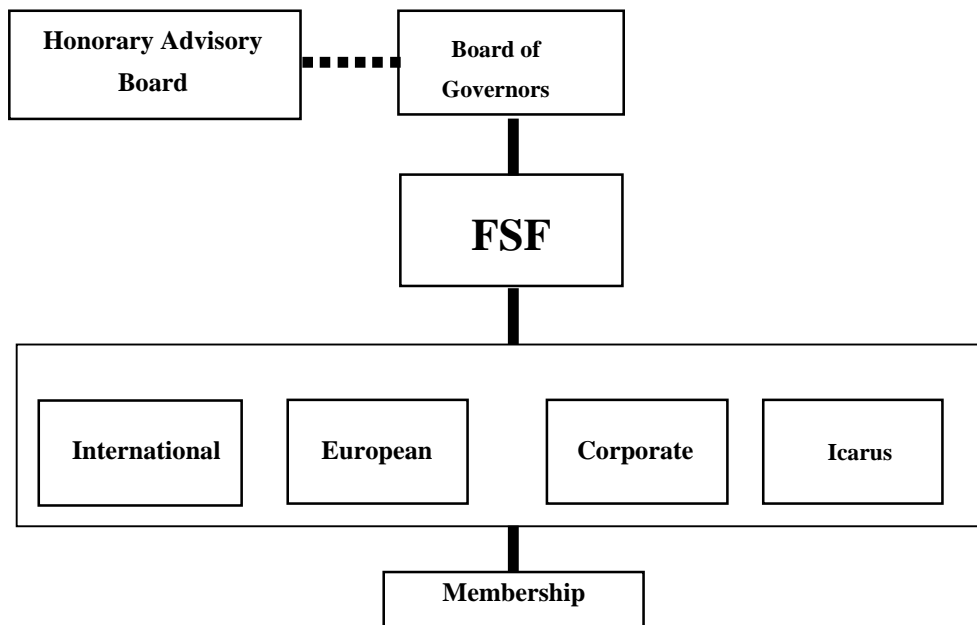 Honorary Advisory
Board
Board of
Governors
FSF
International
European
Corporate
Icarus
Membership